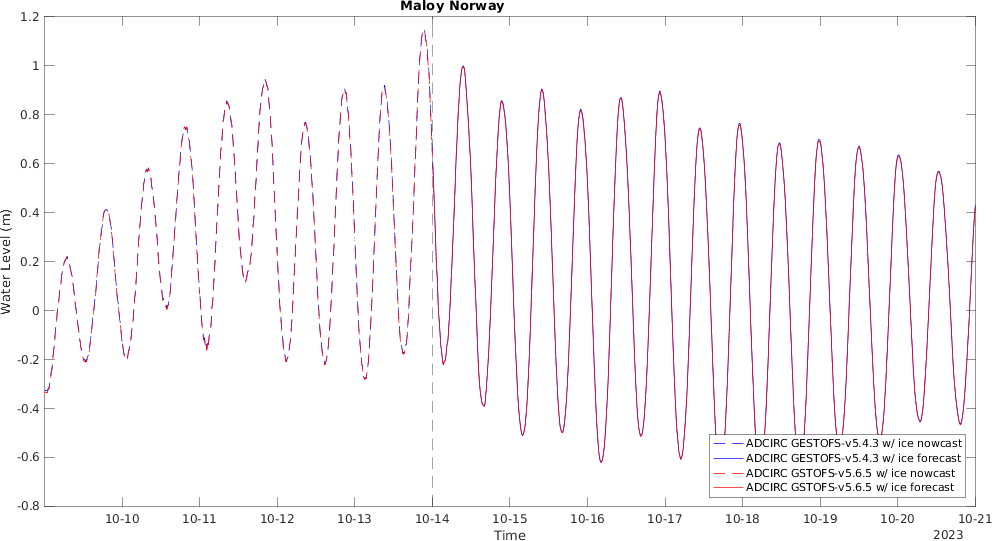 Maloy Norway
1.2
1
0.8
0.6
0.4
0.2
0
-0.2
-0.4
-0.6
-0.8
Water Level (m)
ADCIRC GESTOFS-v5.4.3 w/ ice nowcast
ADCIRC GESTOFS-v5.4.3 w/ ice forecast
ADCIRC GSTOFS-v5.6.5 w/ ice nowcast
ADCIRC GSTOFS-v5.6.5 w/ ice forecast
10-10 10-11 10-12 10-13 10-14 10-15 10-16 10-17 10-18 10-19 10-20 10-21
Time
2023